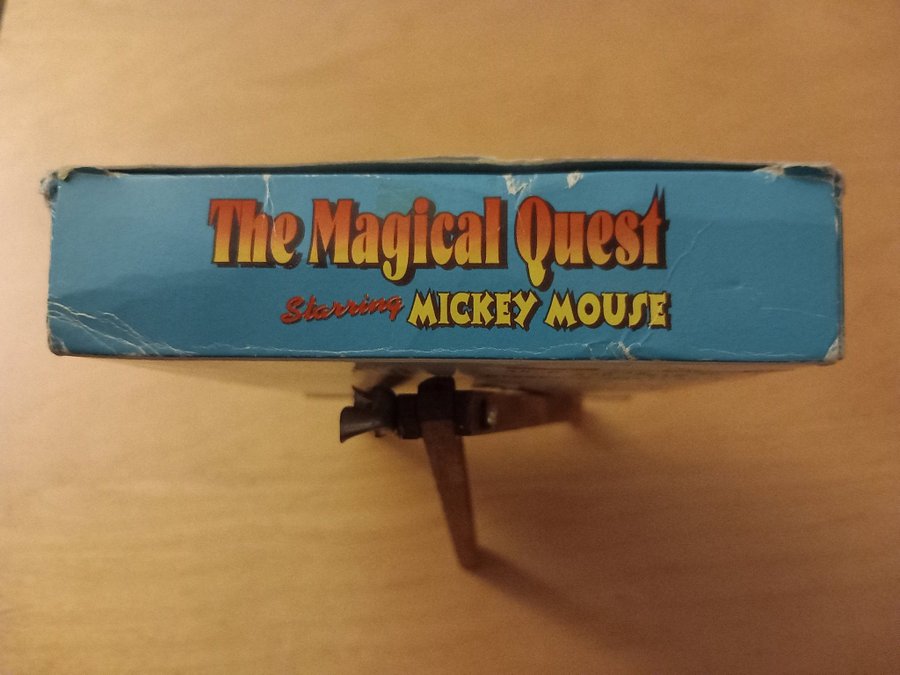 The Magical Quest
Starring MICKEY MOUSE